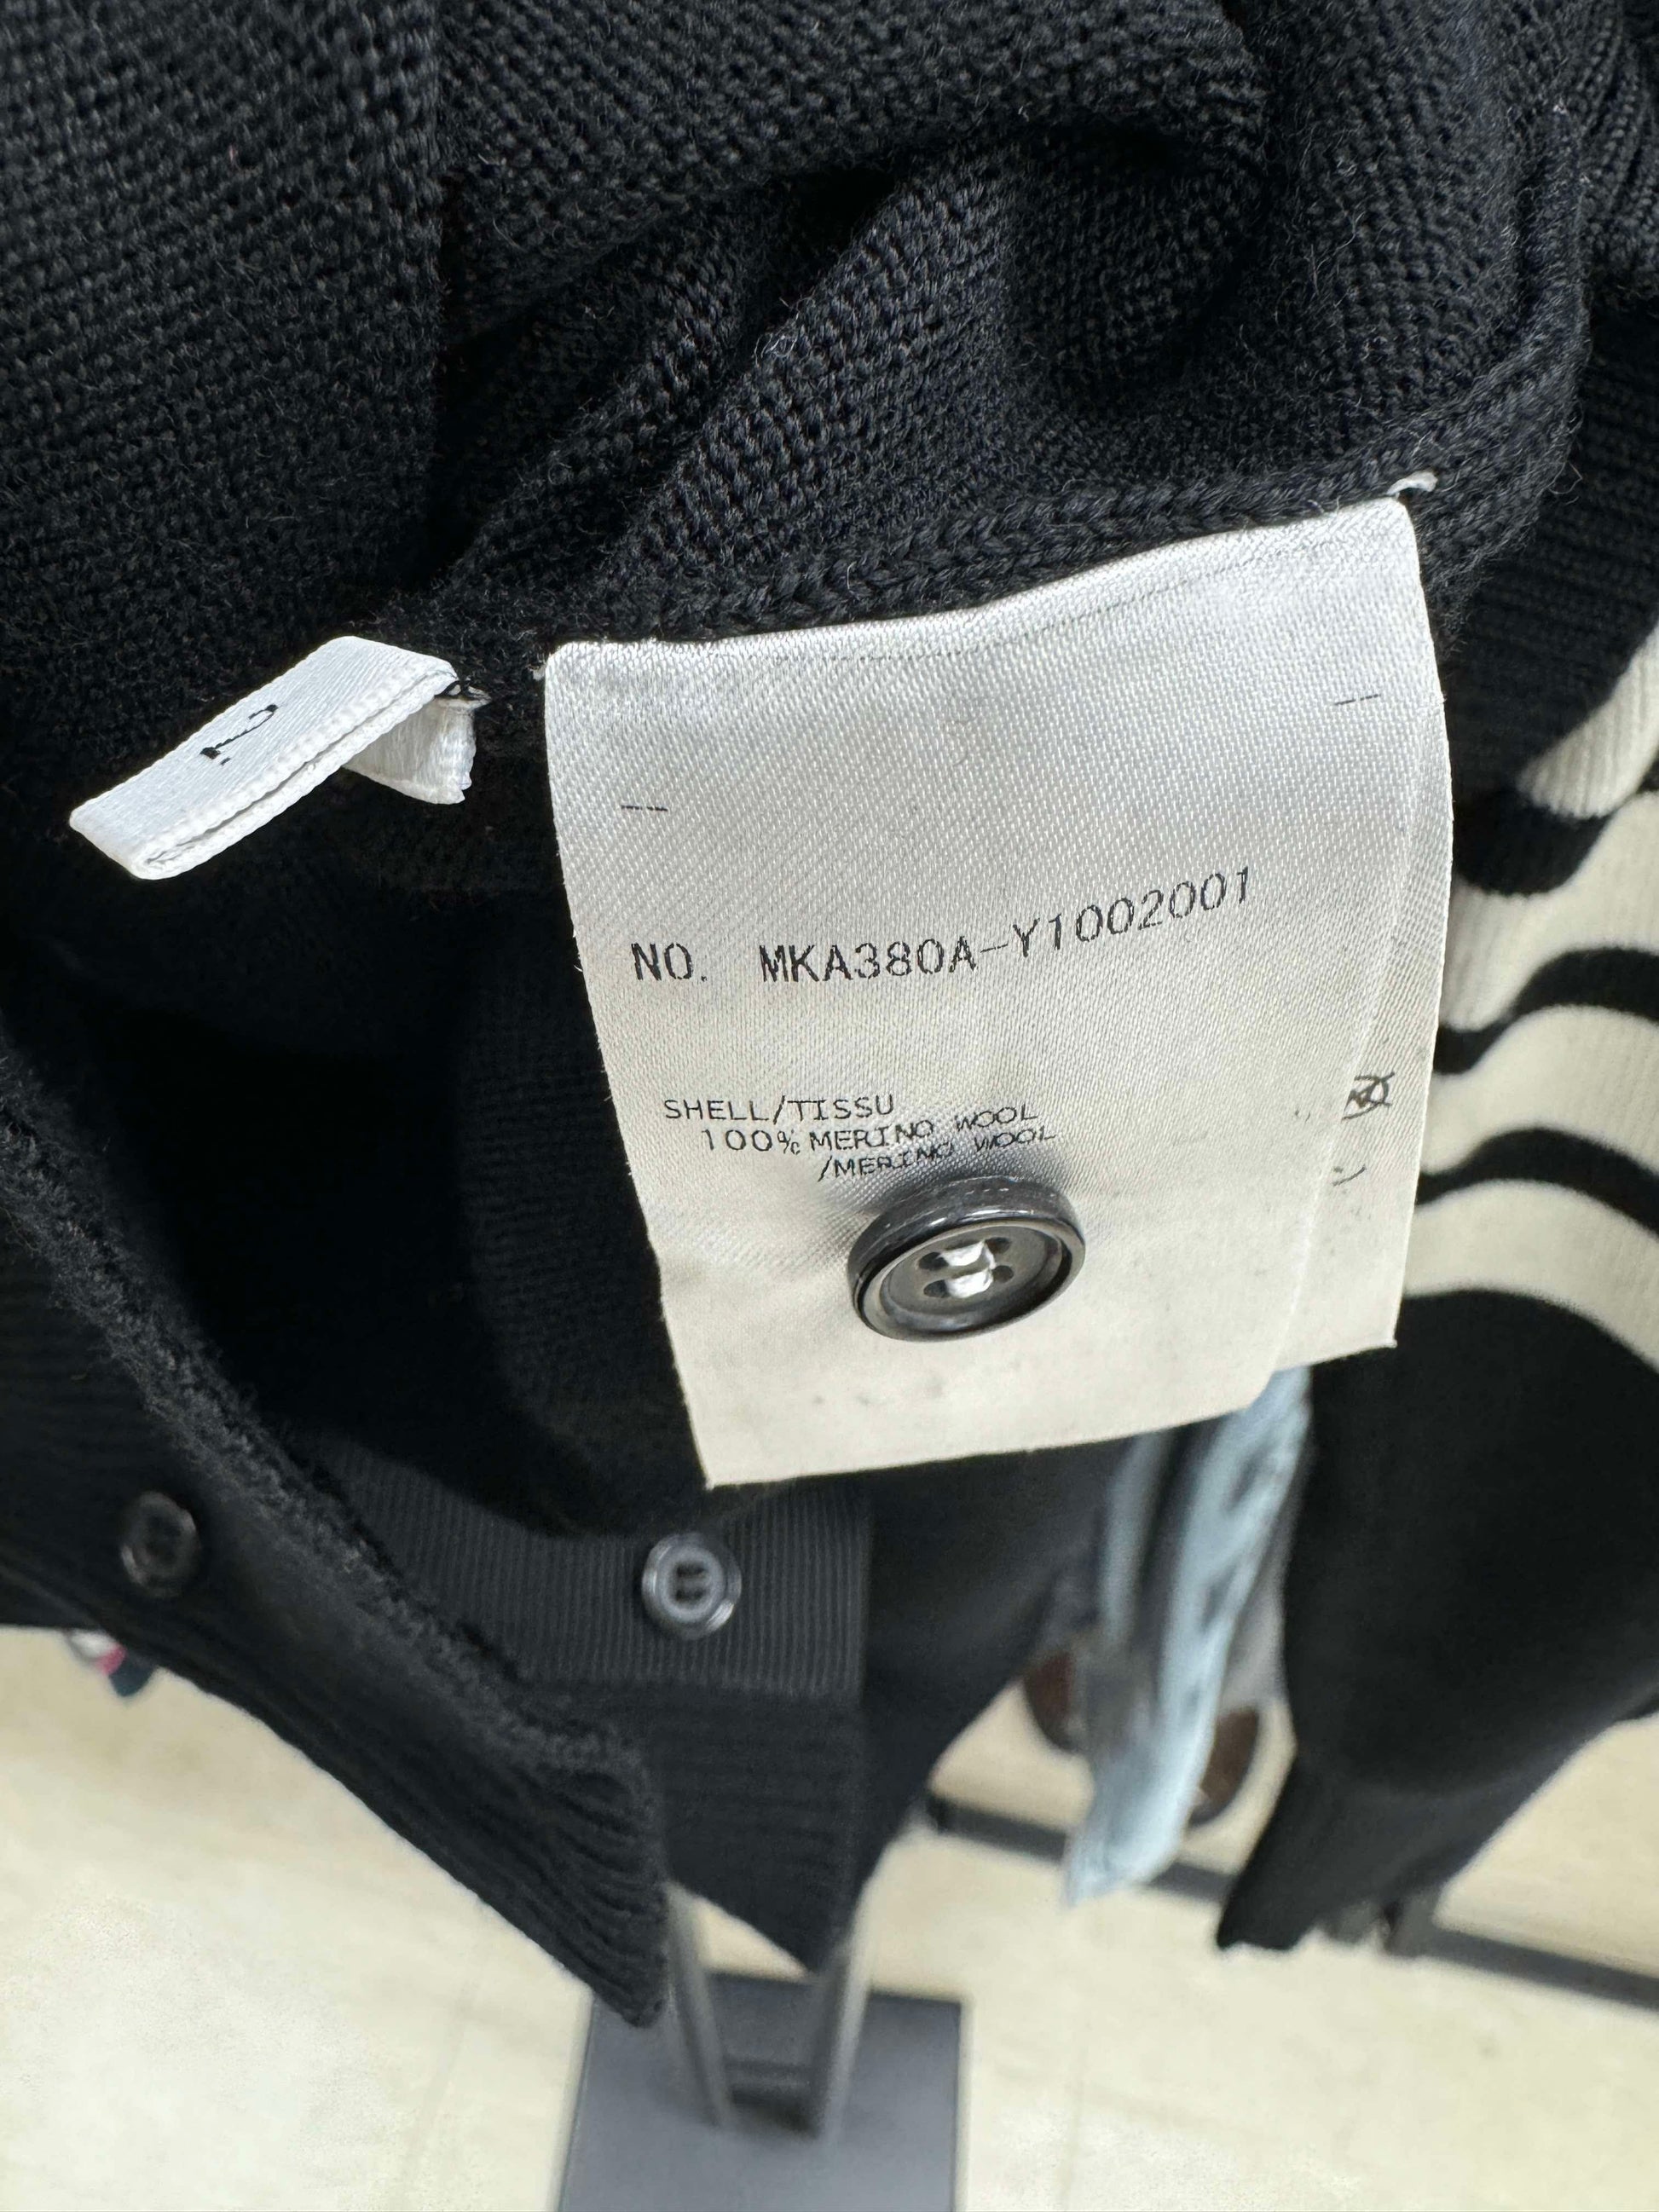 NO. MKA380A-Y1002001
SHELL/TISSU
100% MERINO WOOL
/MERINO WOOL